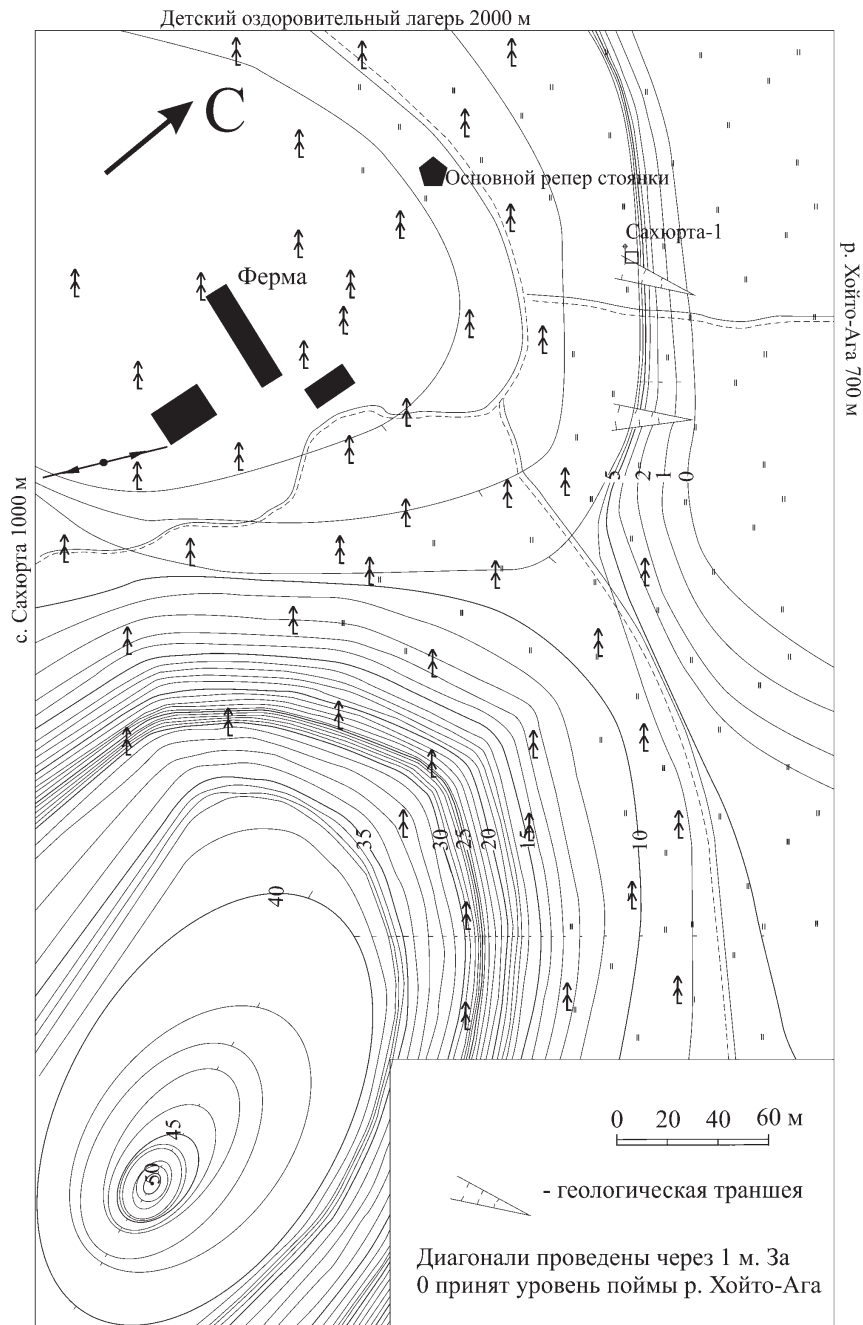 Детский оздоровительный лагерь 2000 м
С
Основной репер стоянки
Сахюрта-1
Ферма
р. Хойто-Ага 700 м
5 2 1 0
с. Сахюрта 1000 м
35 30 25 20 15 10
40
45
50
0 20 40 60 м
- геологическая траншея
Диагонали проведены через 1 м. За
0 принят уровень поймы р. Хойто-Ага